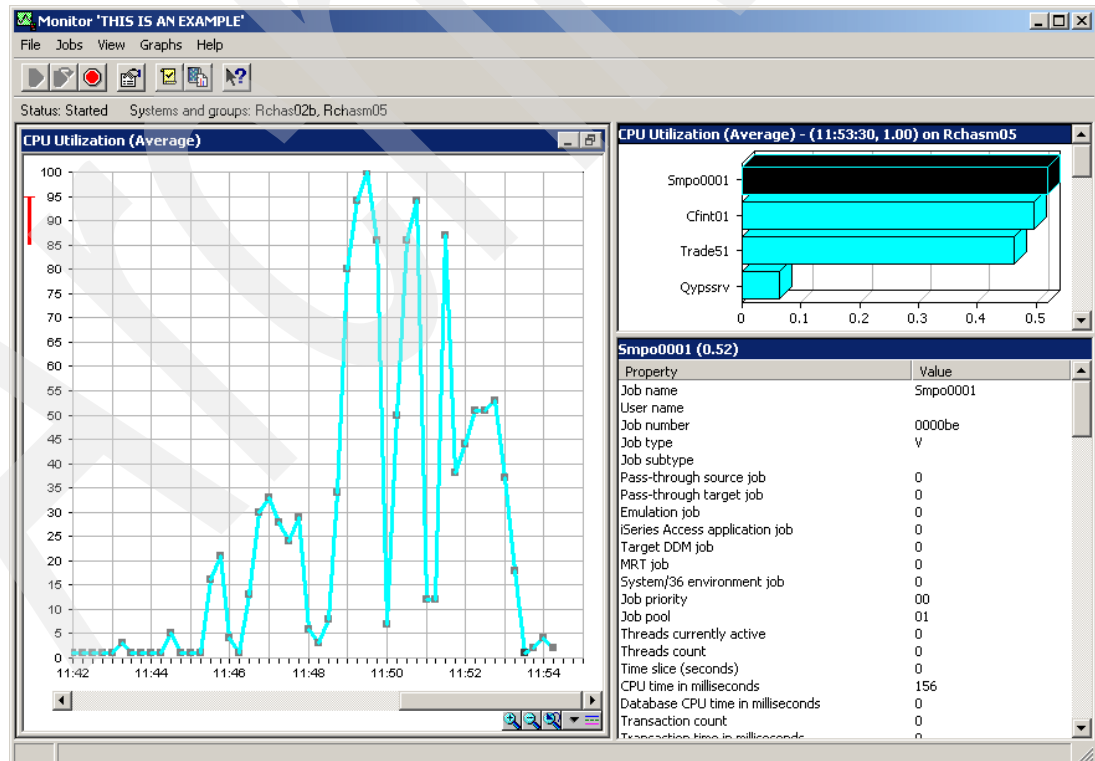 Monitor 'THIS IS AN EXAMPLE'
File Jobs View Graphs Help
Status: Started Systems and groups: Rchas02b, Rchasm05
CPU Utilization (Average)
100
95
90
85
80
75
70
65
60
55
50
45
40
35
30
25
20
15
10
5
0
11:42 11:44 11:46 11:48 11:50 11:52 11:54
CPU Utilization (Average) - (11:53:30, 1.00) on Rchasm05
Smpo0001
Cfint01
Trade51
Qypssrv
0 0.1 0.2 0.3 0.4 0.5
Smpo0001 (0.52)
Property Value
Job name Smpo0001
User name
Job number 0000be
Job type V
Job subtype
Pass-through source job 0
Pass-through target job 0
Emulation job 0
iSeries Access application job 0
Target DDM job 0
MRT job 0
System/36 environment job 0
Job priority 00
Job pool 01
Threads currently active 0
Threads count 0
Time slice (seconds) 0
CPU time in milliseconds 156
Database CPU time in milliseconds 0
Transaction count 0
Transaction time in milliseconds 0